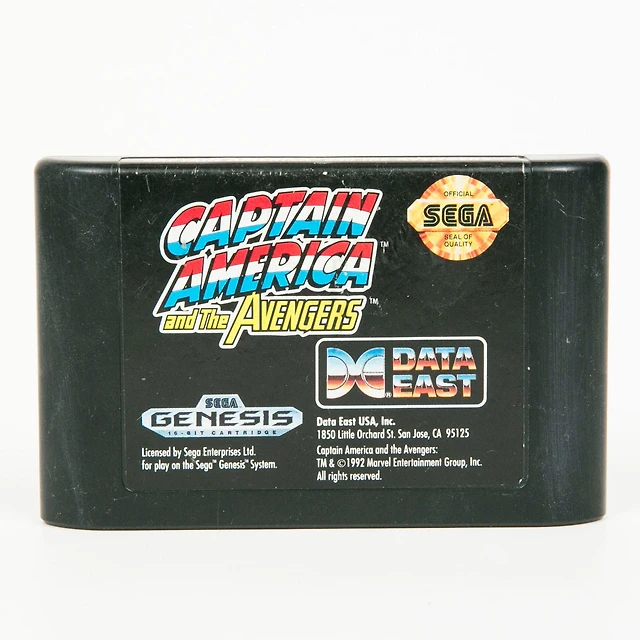 CAPTAIN
AMERICA™
and The AVENGERS™
OFFICIAL
SEGA
SEAL OF
QUALITY
DATA
EAST
®
SEGA
GENESIS
16-BIT CARTRIDGE
Licensed by Sega Enterprises Ltd.
For play on the Sega™ Genesis™ System.
Data East USA, Inc.
1850 Little Orchard St. San Jose, CA 95125
Captain America and the Avengers:
TM & ©1992 Marvel Entertainment Group, Inc.
All rights reserved.